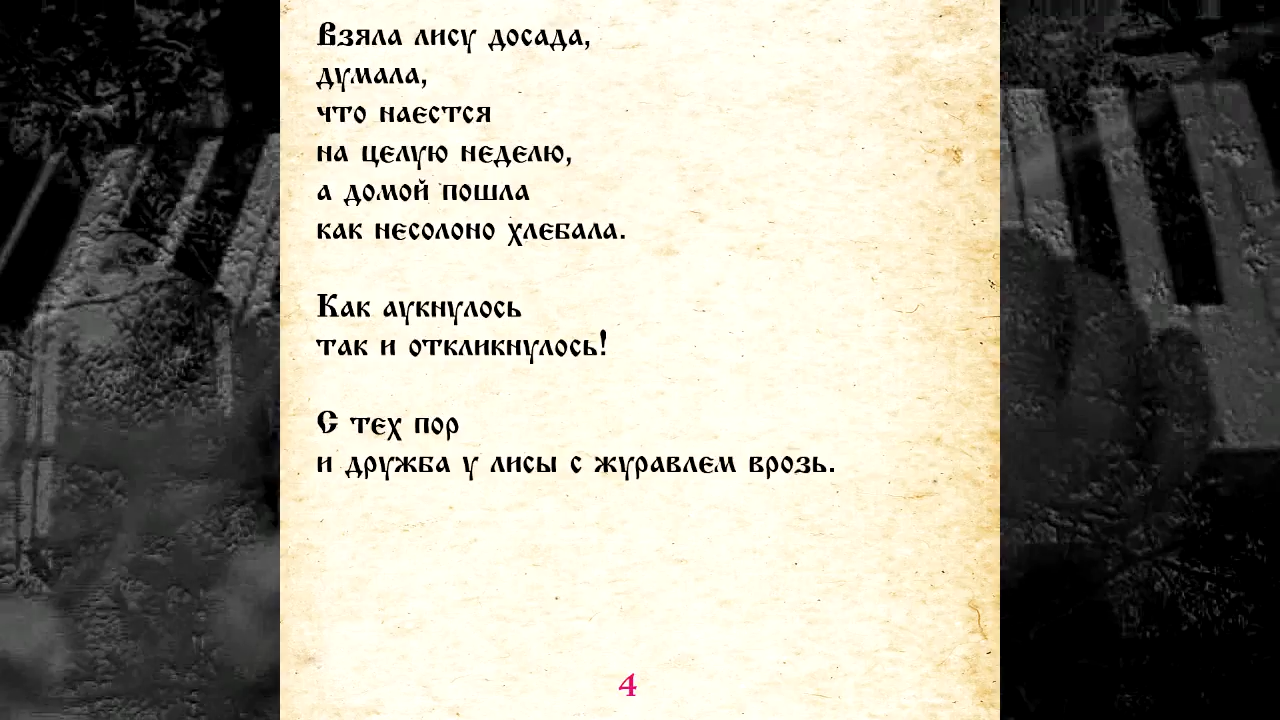 Взяла лису досада,
думала,
что наестся
на целую неделю,
а домой пошла
как несолоно хлебала.
Как аукнулось
так и откликнулось!
С тех пор
и дружба у лисы с журавлем врозь.
4